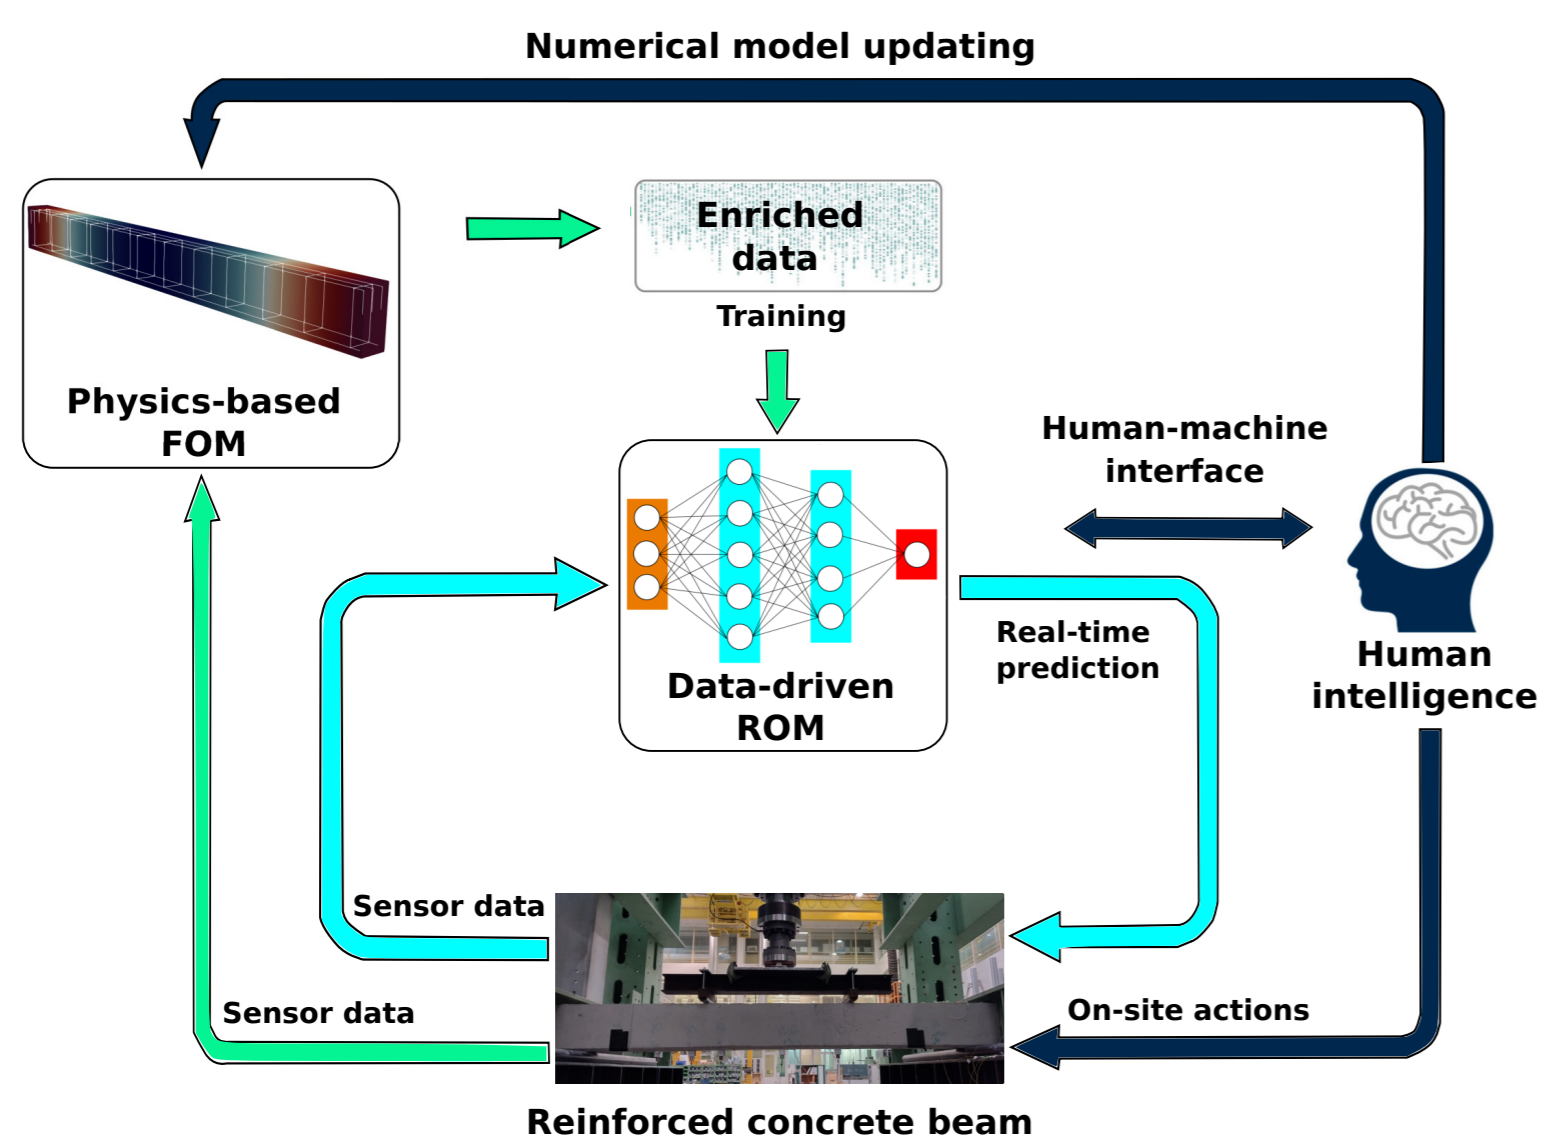 Numerical model updating
Enriched
data
Training
Physics-based
FOM
Human-machine
interface
Data-driven
ROM
Real-time
prediction
Human
intelligence
Sensor data
Sensor data
On-site actions
Reinforced concrete beam